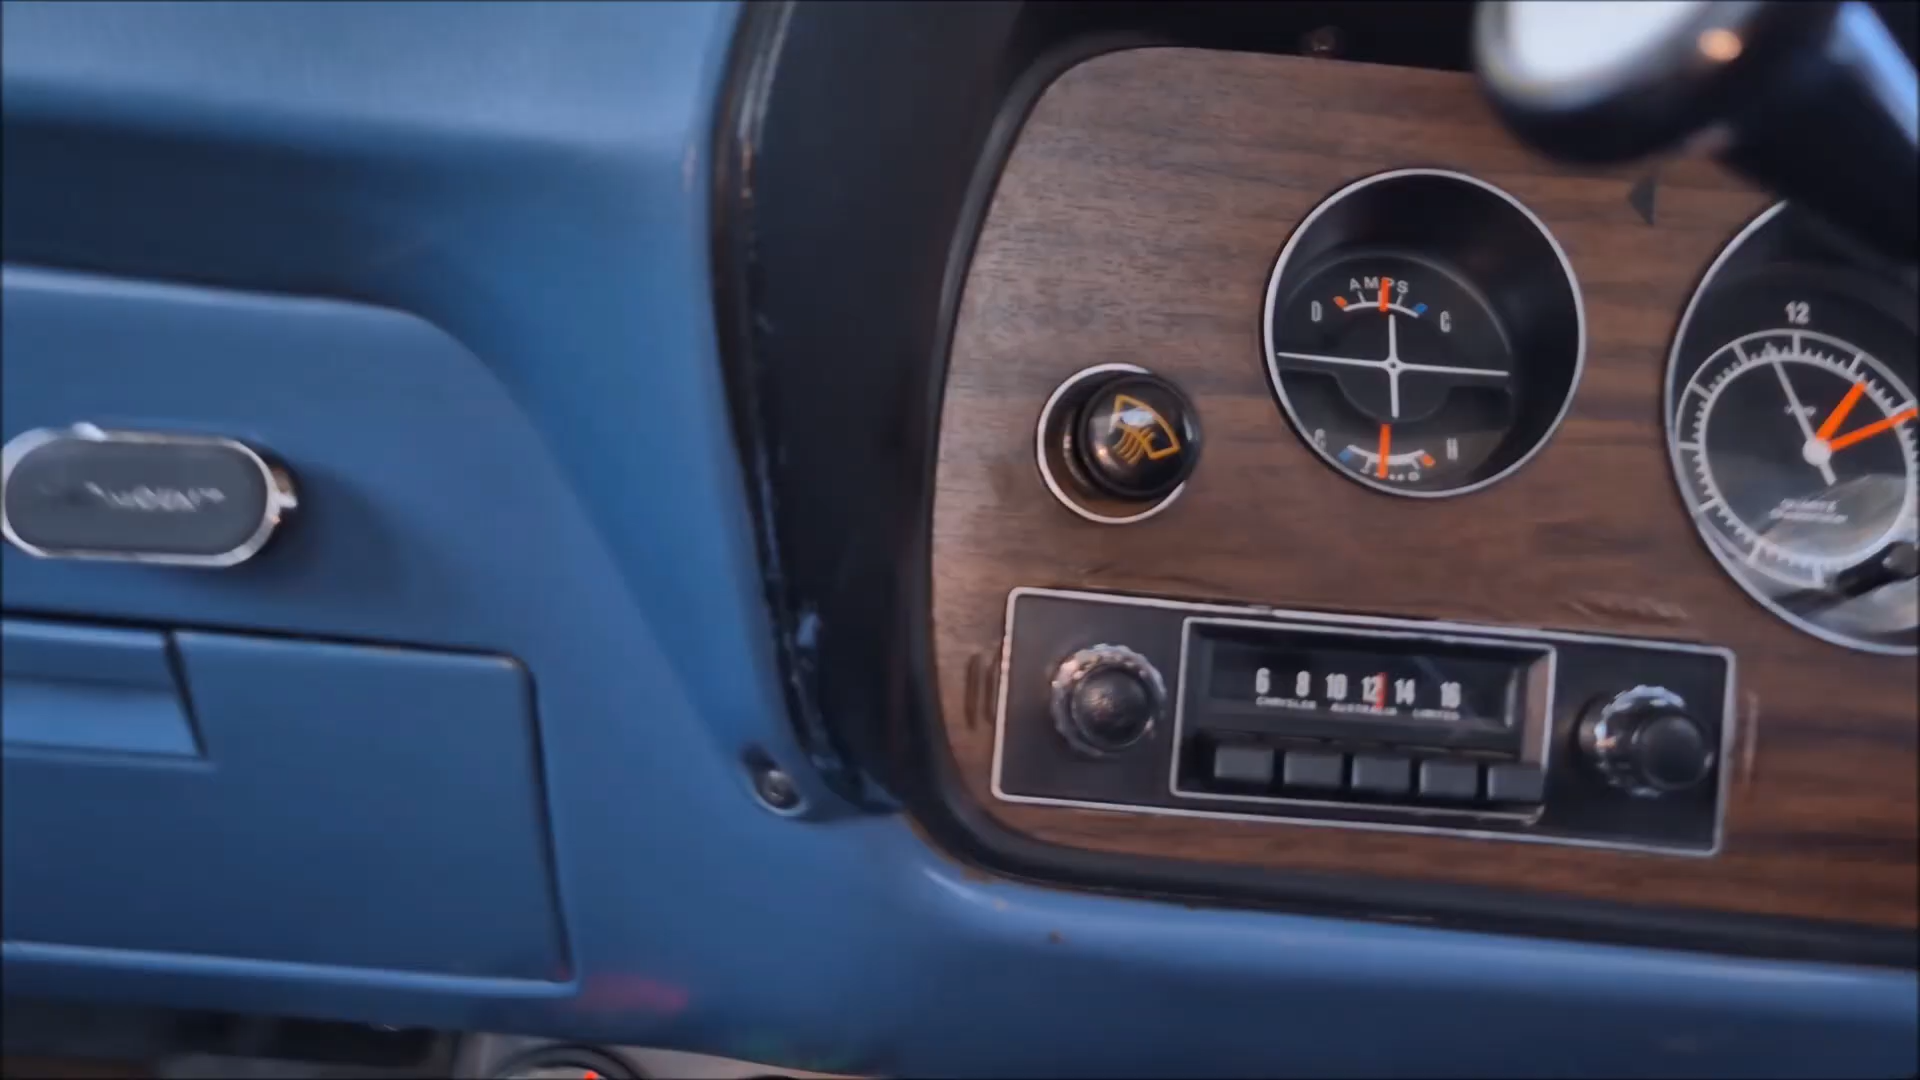 AMPS
D C
H
12
6 8 10 12 14 16
CHRYSLER AUSTRALIA LIMITED